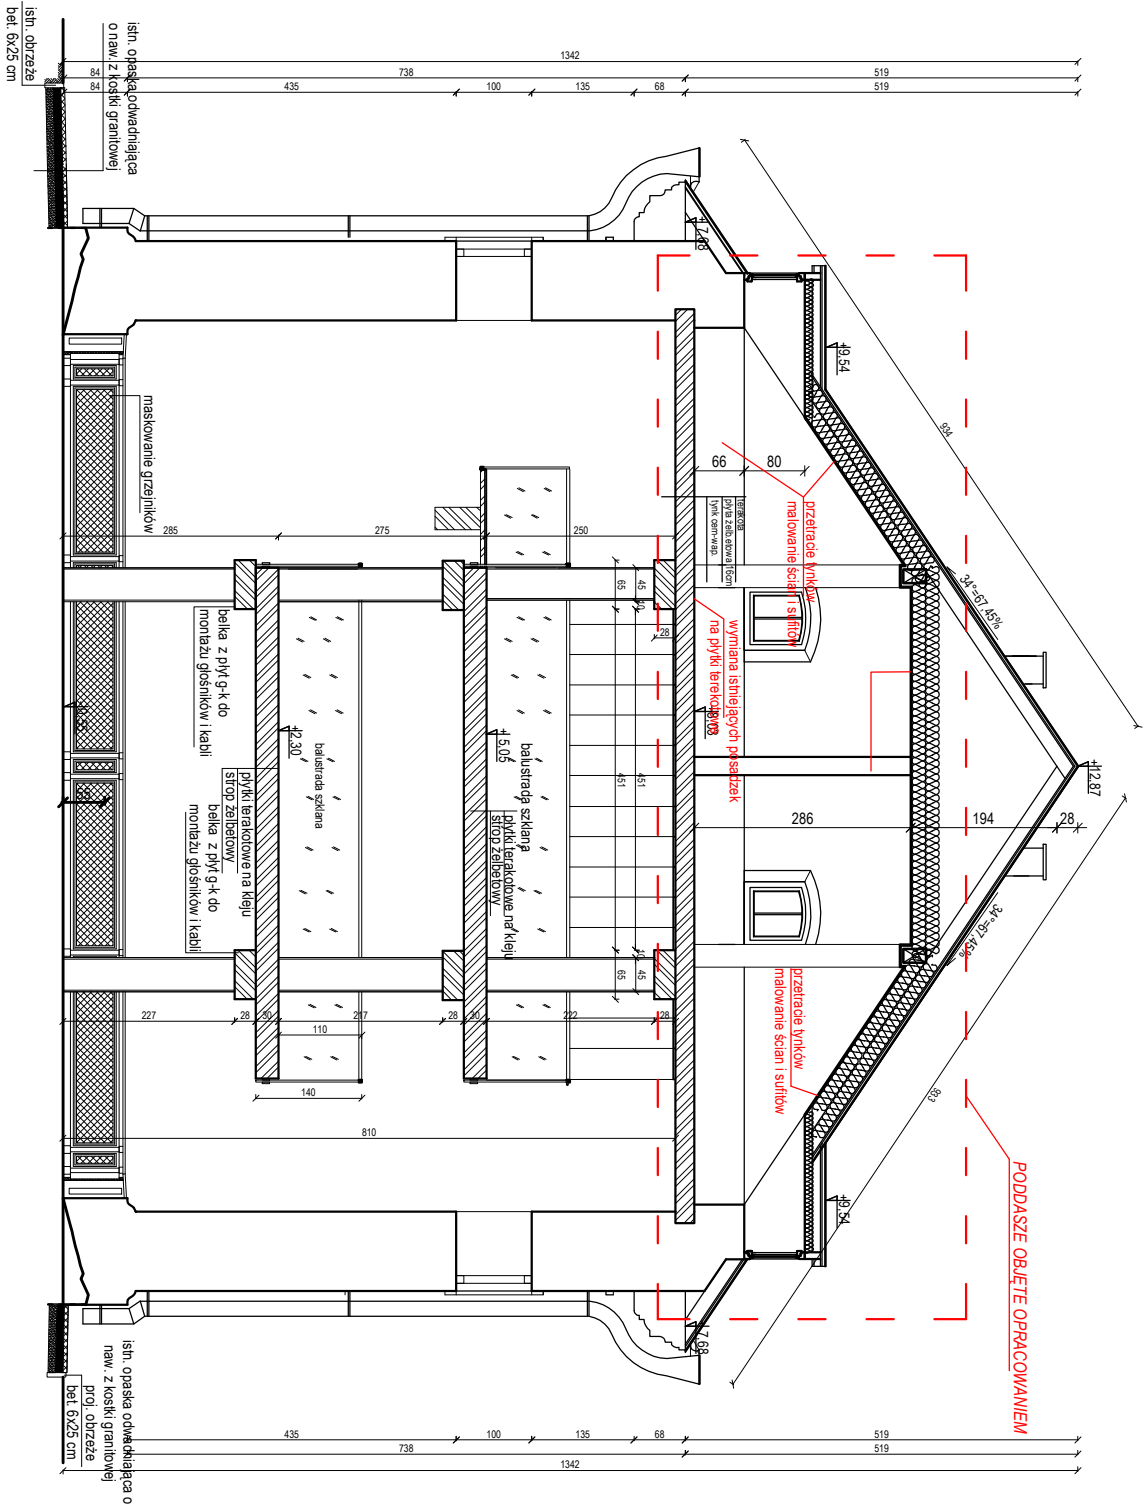 istn. obrzeże
bet. 6x25 cm
istn. opaska odwadniająca
o naw. z kostki granitowej
1342
84
738
519
84
435
100
135
68
519
+7,68
+9,54
934
34°=67,45%
+12,87
maskowanie grzejników
285
275
250
66
80
terakota
płyta żelbetowa(16cm)
tynk cem-wap.
przetracie tynków
malowanie ścian i sufitów
65
45
28
wymiana istniejących posadzek
na płytki terekotowe
belka z płyt g-k do
montażu głośników i kabli
+2,30
balustrada szklana
+5,05
balustrada szklana
płytki terakotowe na kleju
strop żelbetowy
belka z płyt g-k do
montażu głośników i kabli
płytki terakotowe na kleju
strop żelbetowy
451
451
286
194
28
34°=67,45%
65
45
przetracie tynków
malowanie ścian i sufitów
227
28
30
217
28
30
222
28
110
140
810
933
+9,54
PODDASZE OBJĘTE OPRACOWANIEM
+7,68
istn. opaska odwadniająca o
naw. z kostki granitowej
proj. obrzeże
bet. 6x25 cm
435
100
135
68
519
738
519
1342